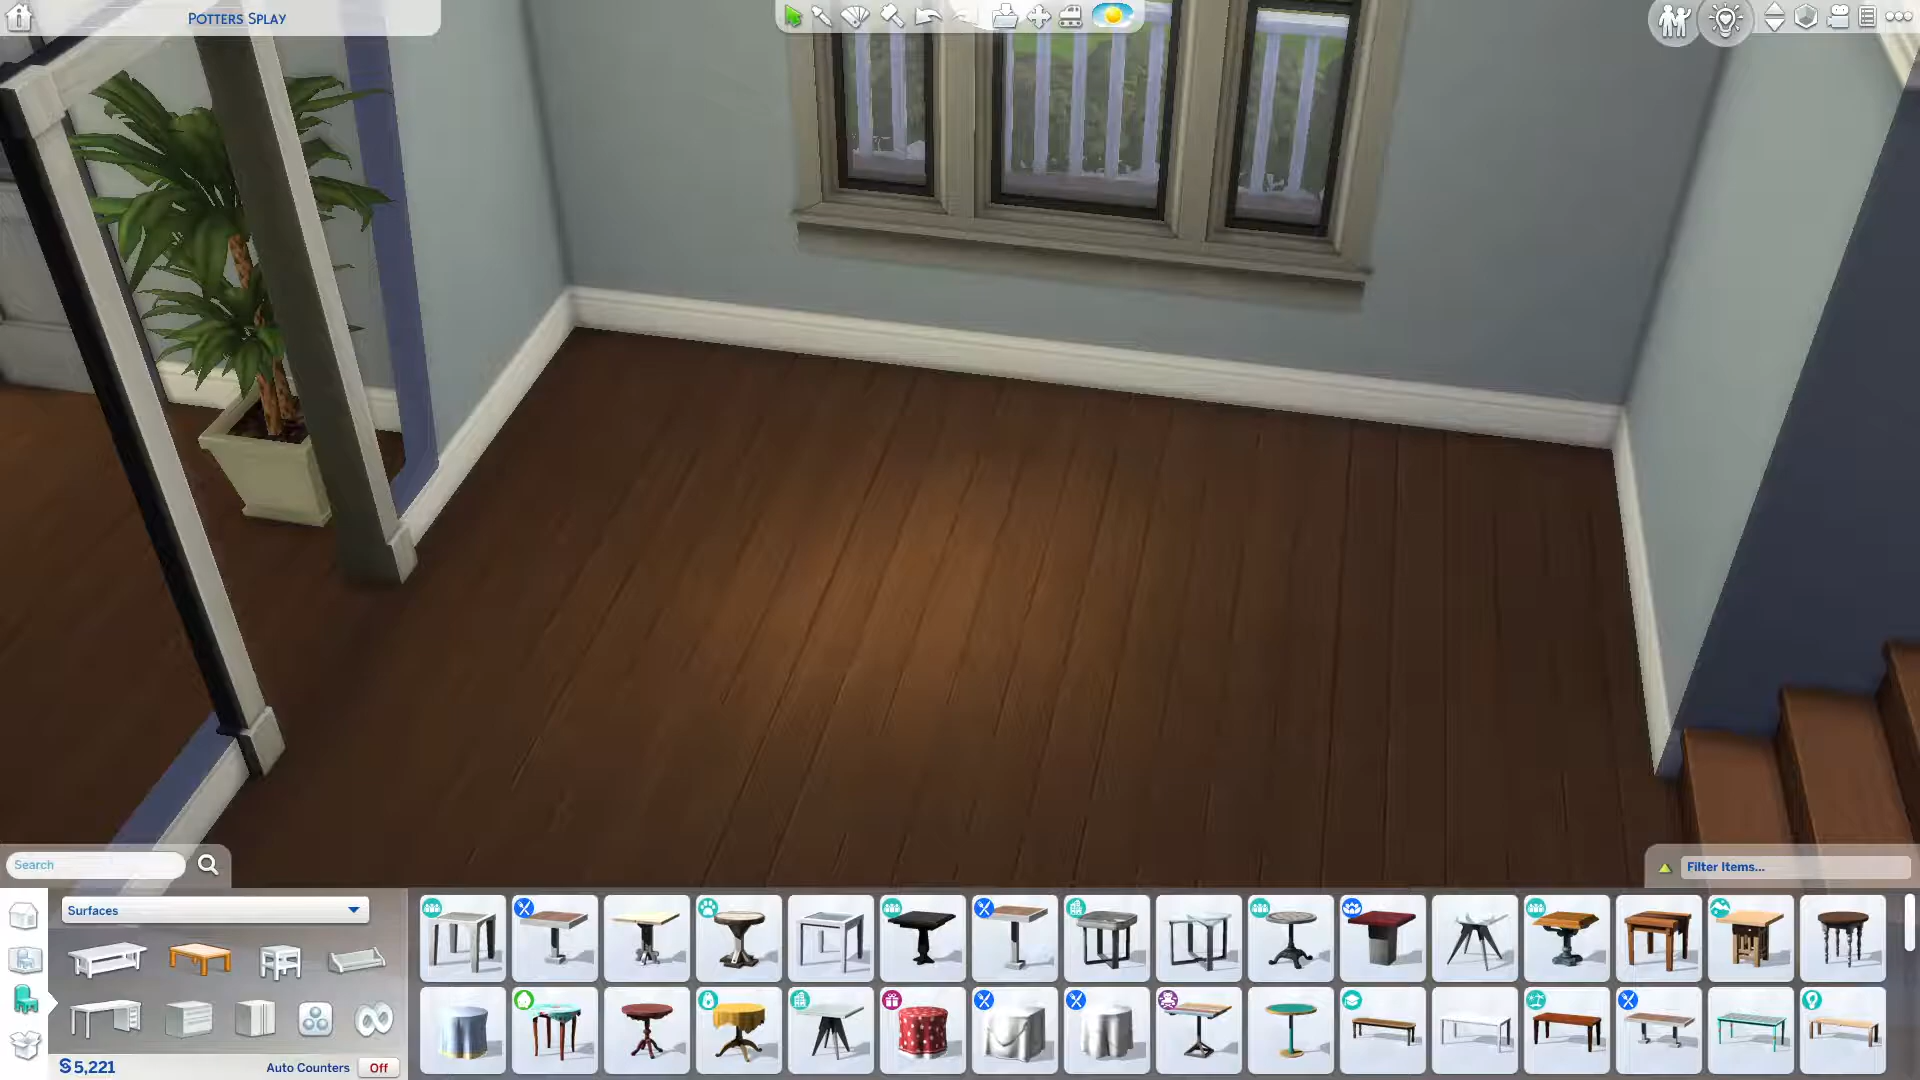 Potters Splay
Search
Filter Items...
Surfaces
§5,221
Auto Counters
Off